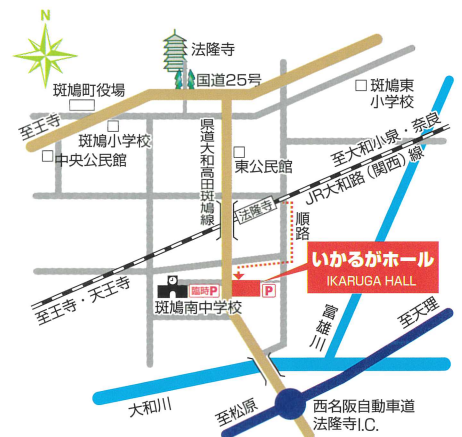 N
法隆寺
国道25号
斑鳩町役場
斑鳩東
小学校
至王寺
斑鳩小学校
中央公民館
県道大和高田斑鳩線
東公民館
至大和小泉・奈良
JR大和路(関西)線
法隆寺
順路
いかるがホール
IKARUGA HALL
至王寺・天王寺
臨時P
P
斑鳩南中学校
富雄川
至天理
大和川
至松原
西名阪自動車道
法隆寺I.C.